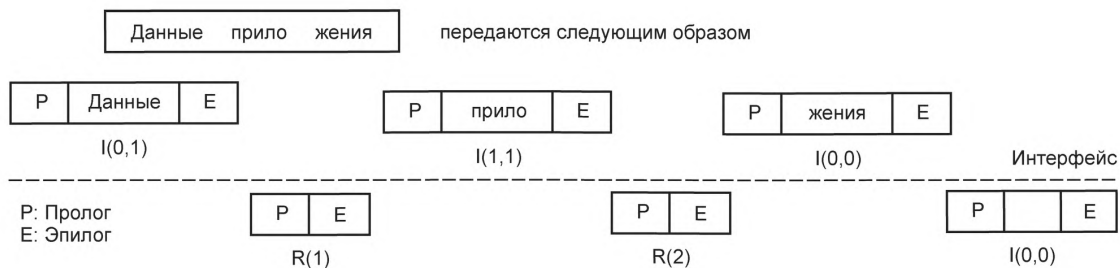 Данные прило жения передаются следующим образом
P Данные E
P прило E
P жения E
I(0,1)
I(1,1)
I(0,0)
Интерфейс
P: Пролог
E: Эпилог
P E
P E
P E
R(1)
R(2)
I(0,0)